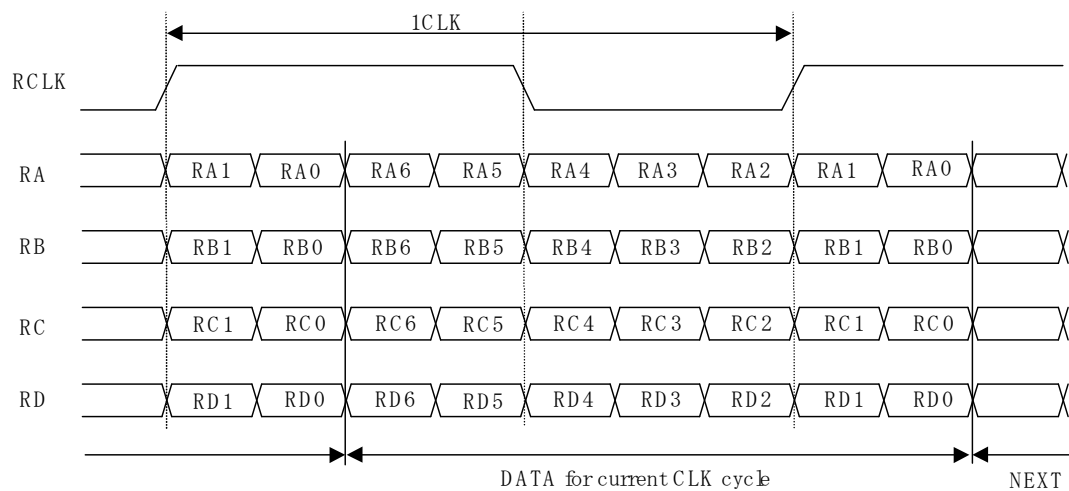 1CLK
RCLK
RA RA1 RA0 RA6 RA5 RA4 RA3 RA2 RA1 RA0
RB RB1 RB0 RB6 RB5 RB4 RB3 RB2 RB1 RB0
RC RC1 RC0 RC6 RC5 RC4 RC3 RC2 RC1 RC0
RD RD1 RD0 RD6 RD5 RD4 RD3 RD2 RD1 RD0
DATA for current CLK cycle NEXT